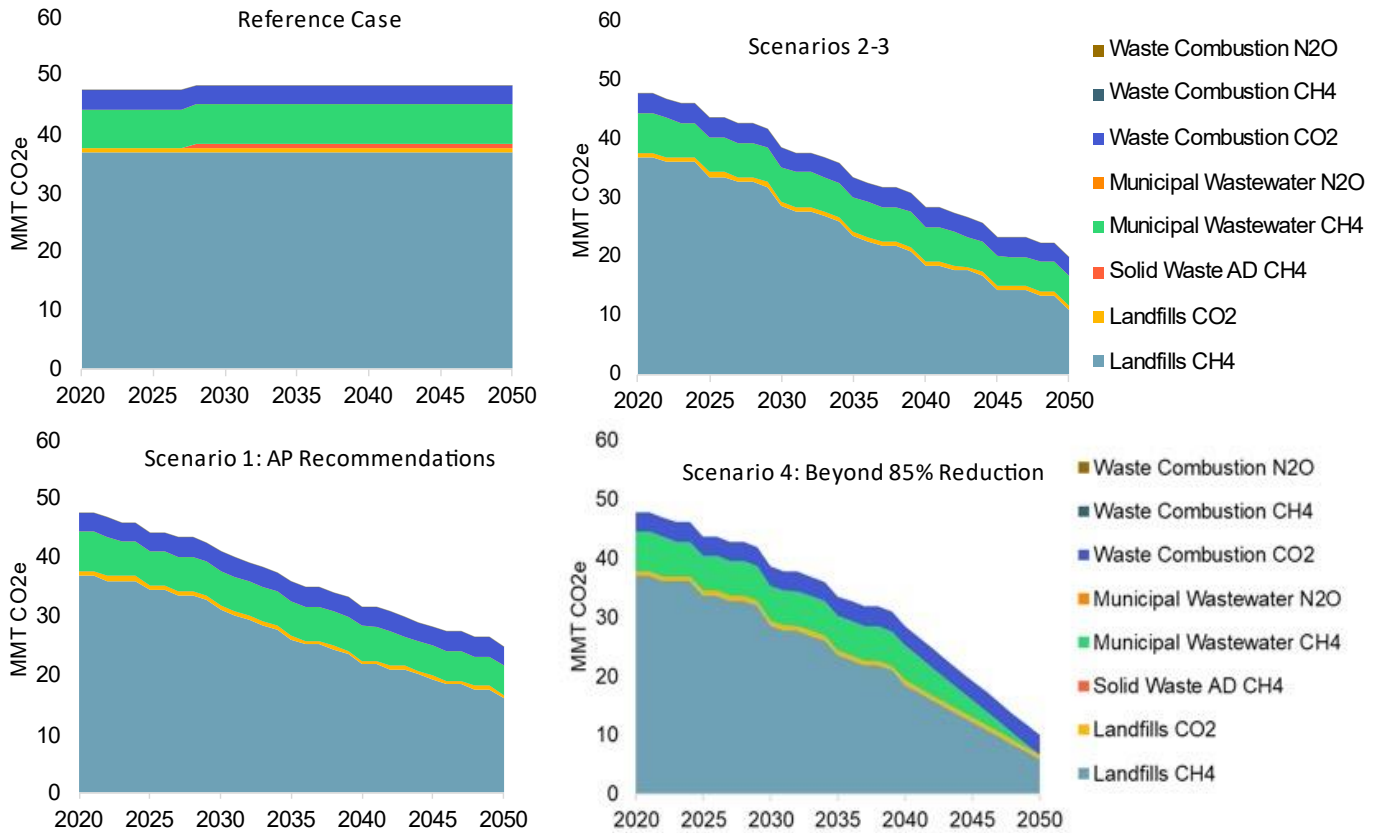 Reference Case
MMT CO2e
60
50
40
30
20
10
0
2020 2025 2030 2035 2040 2045 2050
Scenarios 2-3
MMT CO2e
60
50
40
30
20
10
0
2020 2025 2030 2035 2040 2045 2050
Waste Combustion N2O
Waste Combustion CH4
Waste Combustion CO2
Municipal Wastewater N2O
Municipal Wastewater CH4
Solid Waste AD CH4
Landfills CO2
Landfills CH4
Scenario 1: AP Recommendations
MMT CO2e
60
50
40
30
20
10
0
2020 2025 2030 2035 2040 2045 2050
Scenario 4: Beyond 85% Reduction
MMT CO2e
60
50
40
30
20
10
0
2020 2025 2030 2035 2040 2045 2050
Waste Combustion N2O
Waste Combustion CH4
Waste Combustion CO2
Municipal Wastewater N2O
Municipal Wastewater CH4
Solid Waste AD CH4
Landfills CO2
Landfills CH4